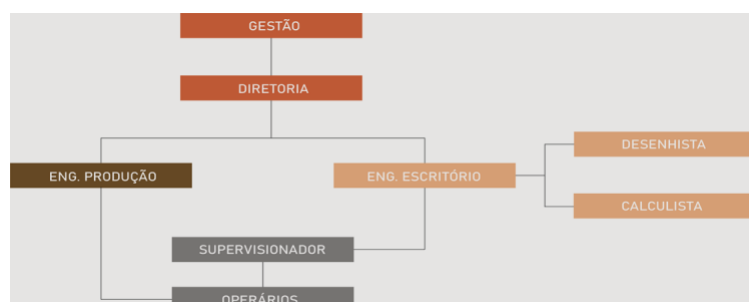 GESTÃO
DIRETORIA
DESENHISTA
ENG. PRODUÇÃO
ENG. ESCRITÓRIO
CALCULISTA
SUPERVISIONADOR
OPERÁRIOS